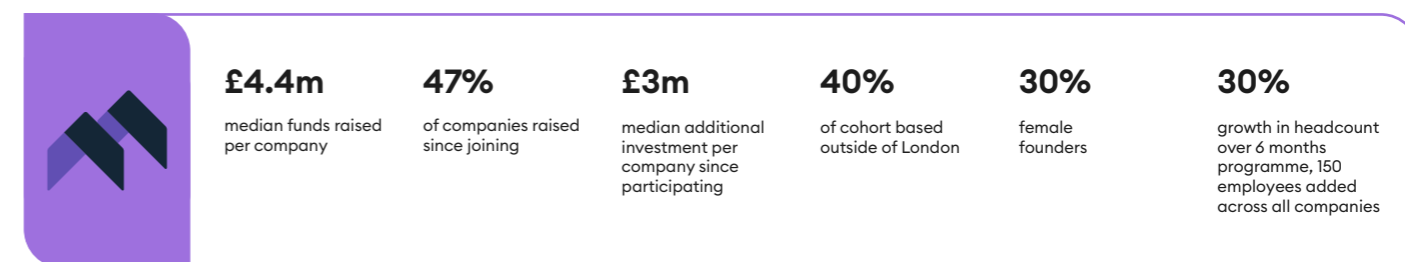 £4.4m
median funds raised
per company
47%
of companies raised
since joining
£3m
median additional
investment per
company since
participating
40%
of cohort based
outside of London
30%
female
founders
30%
growth in headcount
over 6 months
programme, 150
employees added
across all companies